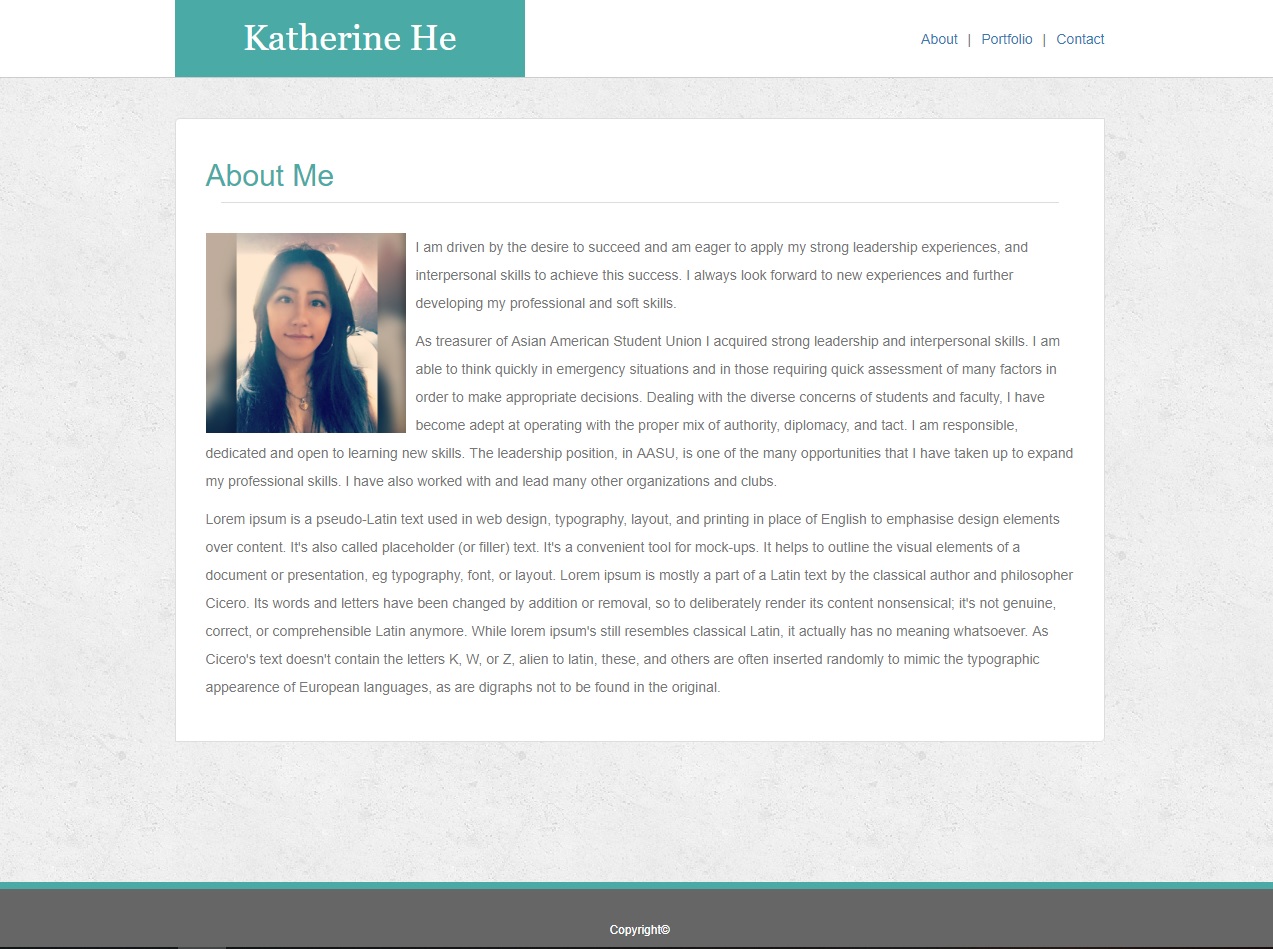 Katherine He
About | Portfolio | Contact
About Me
I am driven by the desire to succeed and am eager to apply my strong leadership experiences, and
interpersonal skills to achieve this success. I always look forward to new experiences and further
developing my professional and soft skills.
As treasurer of Asian American Student Union I acquired strong leadership and interpersonal skills. I am
able to think quickly in emergency situations and in those requiring quick assessment of many factors in
order to make appropriate decisions. Dealing with the diverse concerns of students and faculty, I have
become adept at operating with the proper mix of authority, diplomacy, and tact. I am responsible,
dedicated and open to learning new skills. The leadership position, in AASU, is one of the many opportunities that I have taken up to expand
my professional skills. I have also worked with and lead many other organizations and clubs.
Lorem ipsum is a pseudo-Latin text used in web design, typography, layout, and printing in place of English to emphasise design elements
over content. It's also called placeholder (or filler) text. It's a convenient tool for mock-ups. It helps to outline the visual elements of a
document or presentation, eg typography, font, or layout. Lorem ipsum is mostly a part of a Latin text by the classical author and philosopher
Cicero. Its words and letters have been changed by addition or removal, so to deliberately render its content nonsensical; it's not genuine,
correct, or comprehensible Latin anymore. While lorem ipsum's still resembles classical Latin, it actually has no meaning whatsoever. As
Cicero's text doesn't contain the letters K, W, or Z, alien to latin, these, and others are often inserted randomly to mimic the typographic
appearence of European languages, as are digraphs not to be found in the original.
Copyright©